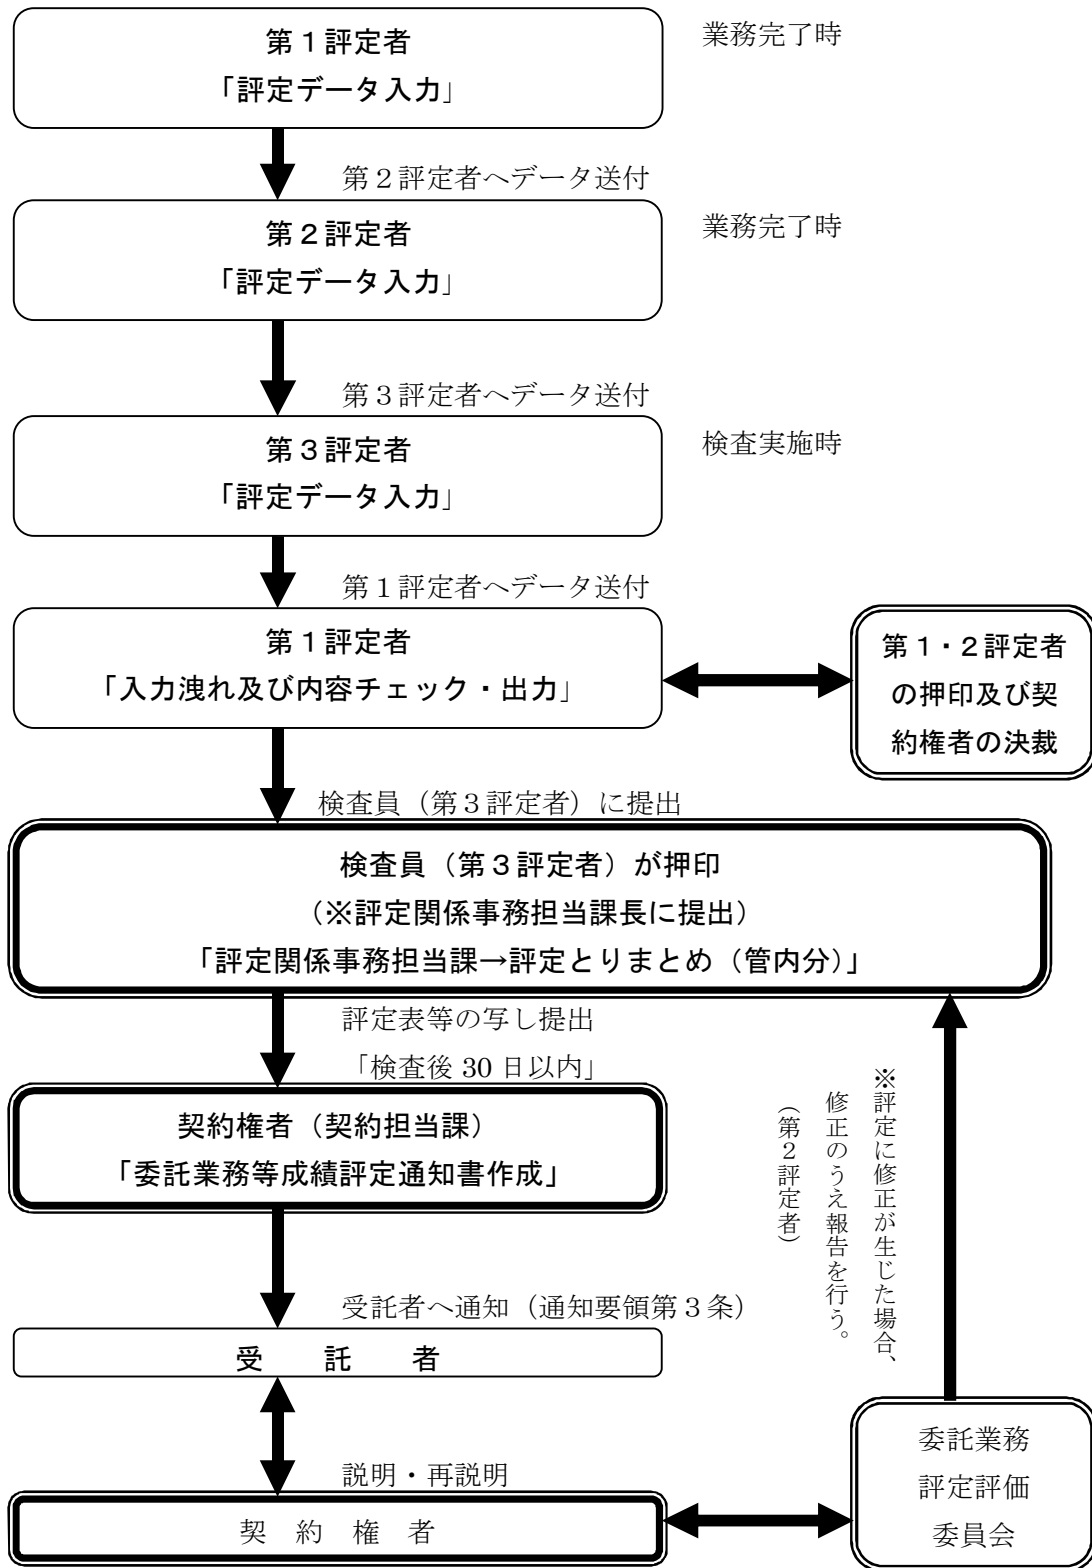 第１評定者
「評定データ入力」
業務完了時
第２評定者へデータ送付
第２評定者
「評定データ入力」
業務完了時
第３評定者へデータ送付
第３評定者
「評定データ入力」
検査実施時
第１評定者へデータ送付
第１評定者
「入力洩れ及び内容チェック・出力」
第１・２評定者
の押印及び契
約権者の決裁
検査員（第３評定者）に提出
検査員（第３評定者）が押印
（※評定関係事務担当課長に提出）
「評定関係事務担当課→評定とりまとめ（管内分）」
評定表等の写し提出
「検査後 30 日以内」
契約権者（契約担当課）
「委託業務等成績評定通知書作成」
※評定に修正が生じた場合、
修正のうえ報告を行う。
（第２評定者）
受託者へ通知（通知要領第３条）
受　託　者
説明・再説明
契　約　権　者
委託業務
評定評価
委員会